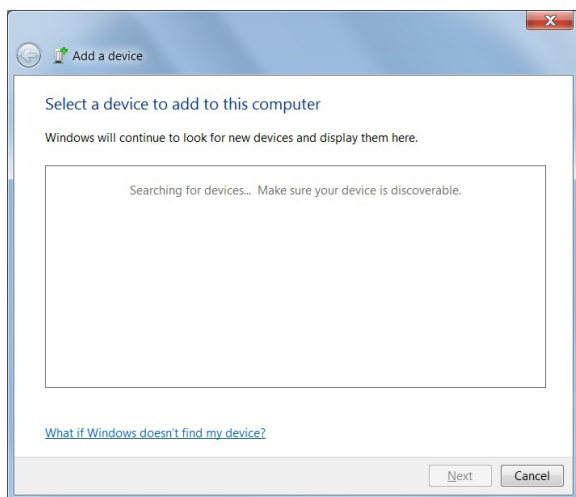 Add a device
Select a device to add to this computer
Windows will continue to look for new devices and display them here.
Searching for devices... Make sure your device is discoverable.
What if Windows doesn't find my device?
Next Cancel